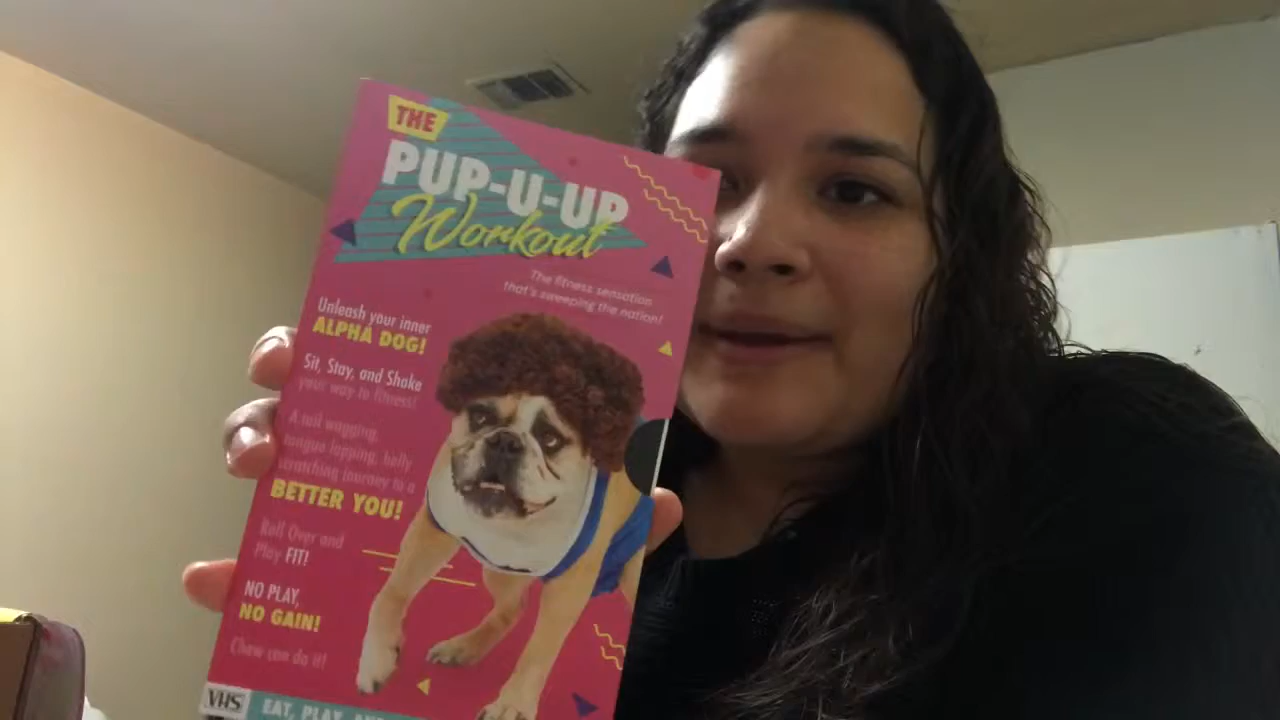 THE
PUP-U-UP
Workout
The fitness sensation
that's sweeping the nation!
Unleash your inner
ALPHA DOG!
Sit, Stay, and Shake
your way to fitness!
A tail wagging,
tongue lapping, belly
scratching journey to a
BETTER YOU!
Roll Over and
Play FIT!
NO PLAY,
NO GAIN!
Chew can do it!
VHS
EAT, PLAY, AND